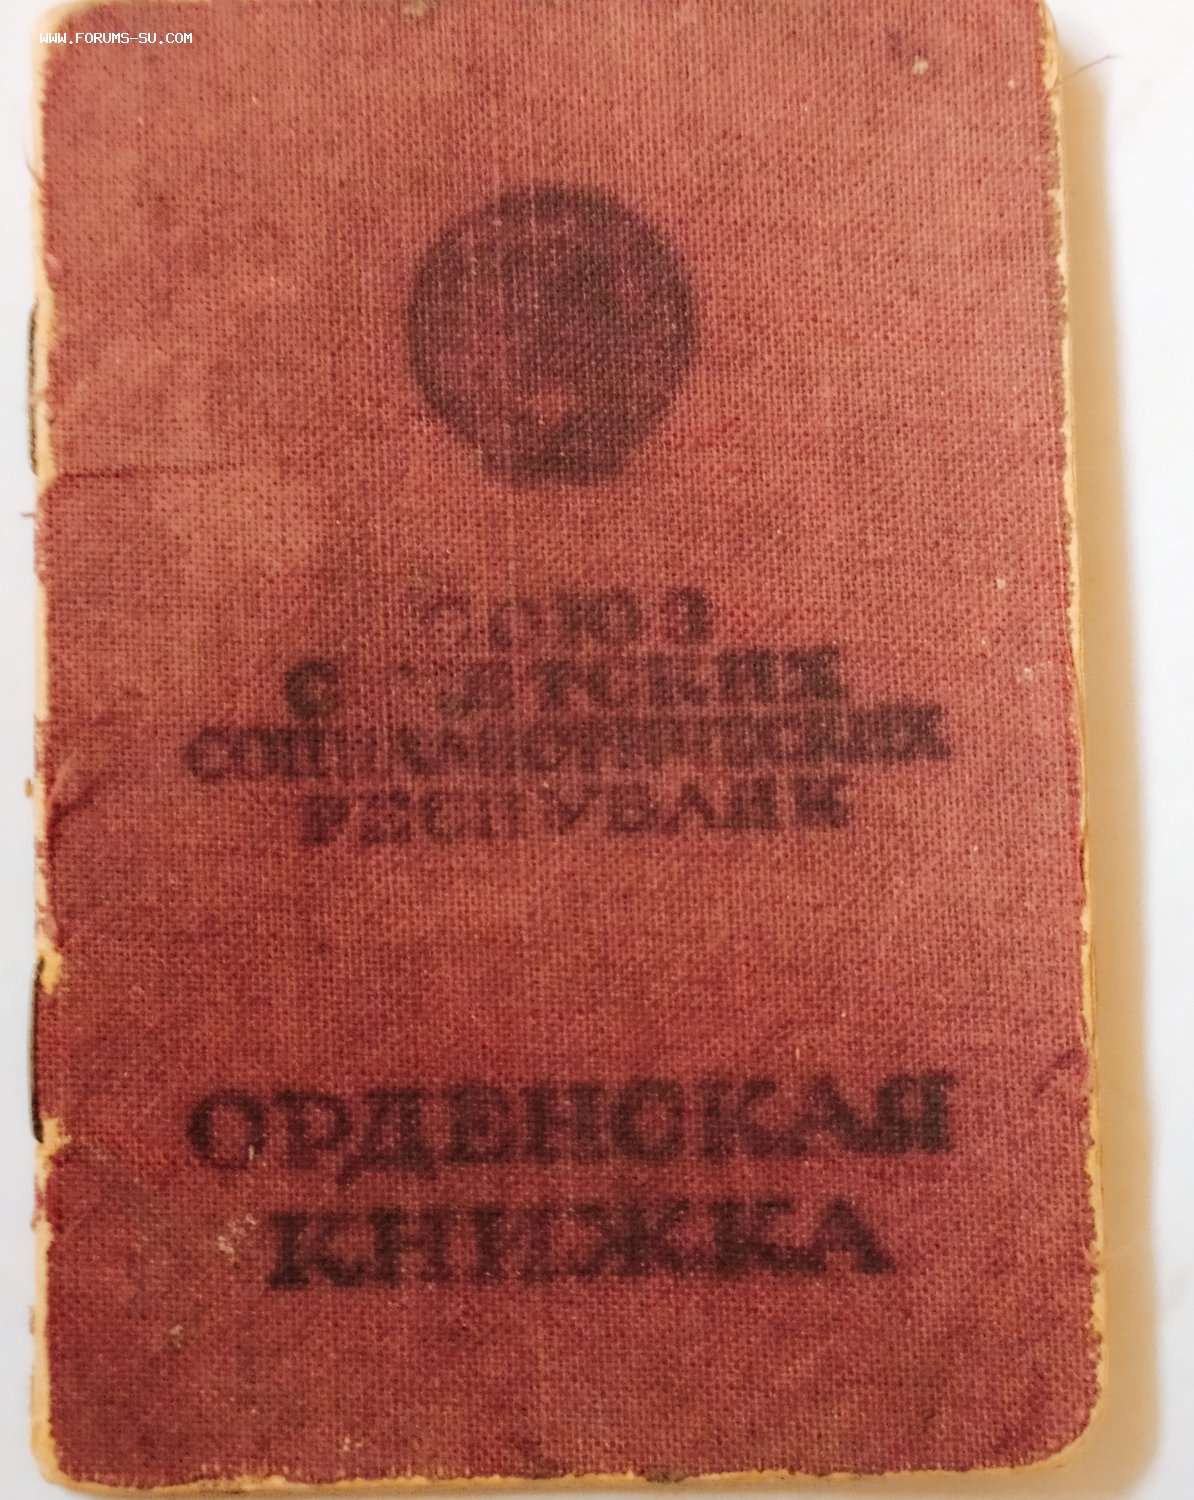 WWW.FORUMS-SU.COM
СОЮЗ
СОВЕТСКИХ
СОЦИАЛИСТИЧЕСКИХ
РЕСПУБЛИК
ОРДЕНСКАЯ
КНИЖКА